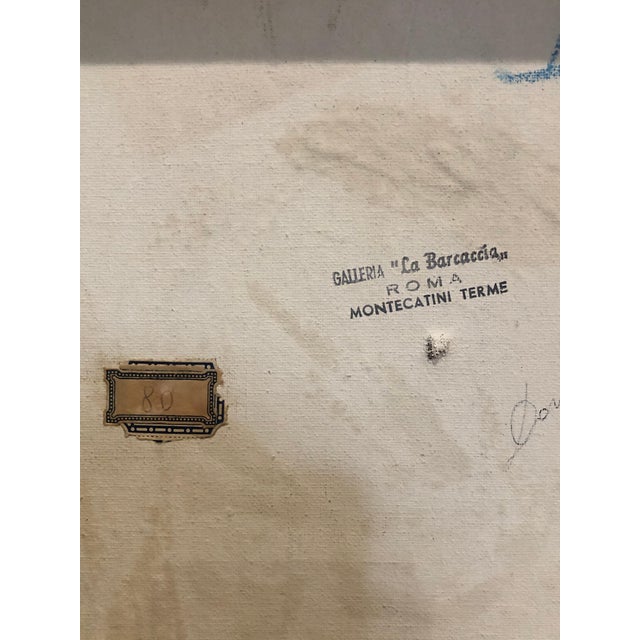 GALLERIA "La Barcaccia"
ROMA
MONTECATINI TERME
80